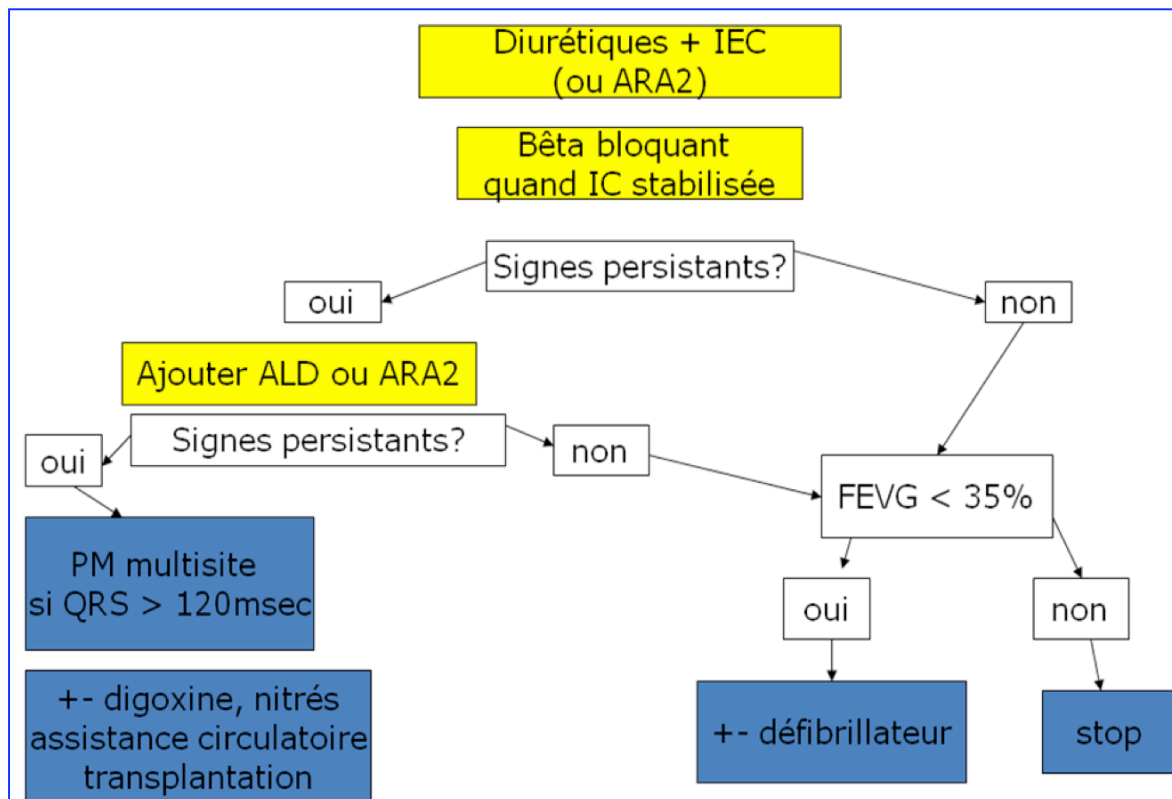 Diurétiques + IEC
(ou ARA2)
Bêta bloquant
quand IC stabilisée
Signes persistants?
oui
non
Ajouter ALD ou ARA2
Signes persistants?
oui
non
FEVG < 35%
PM multisite
si QRS > 120msec
oui
non
+- digoxine, nitrés
assistance circulatoire
transplantation
+- défibrillateur
stop